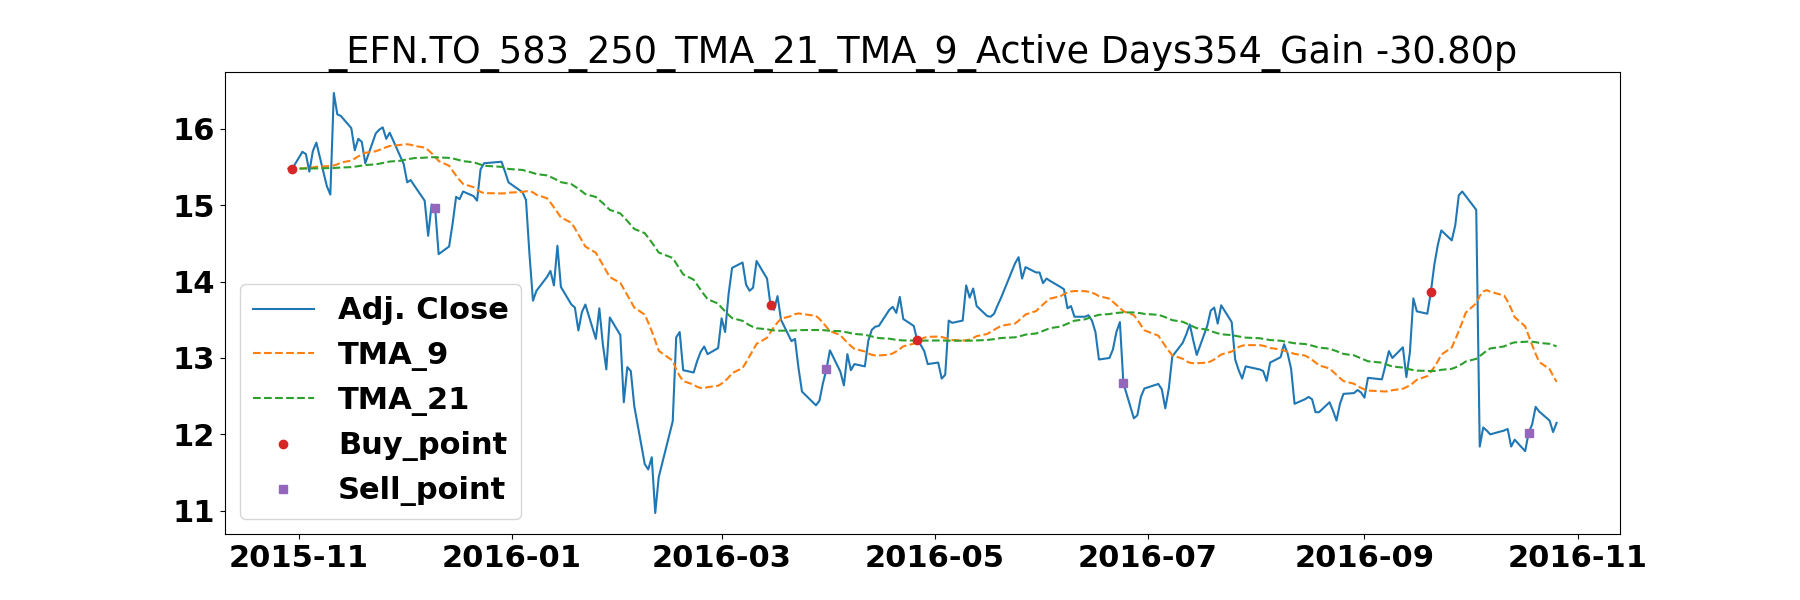 _EFN.TO_583_250_TMA_21_TMA_9_Active Days354_Gain -30.80p
16
15
14
13
12
11
Adj. Close
TMA_9
TMA_21
Buy_point
Sell_point
2015-11 2016-01 2016-03 2016-05 2016-07 2016-09 2016-11